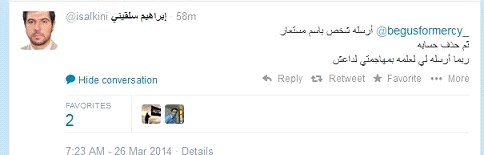 إبراهيم سلقيني @isalkini · 58m
@begusformercy_ أرسله شخص باسم مستعار
ثم حذف حسابه
ربما أرسله لي لعلمه بمهاجمتي لداعش
Hide conversation Reply Retweet Favorite More
FAVORITES
2
7:23 AM - 26 Mar 2014 · Details